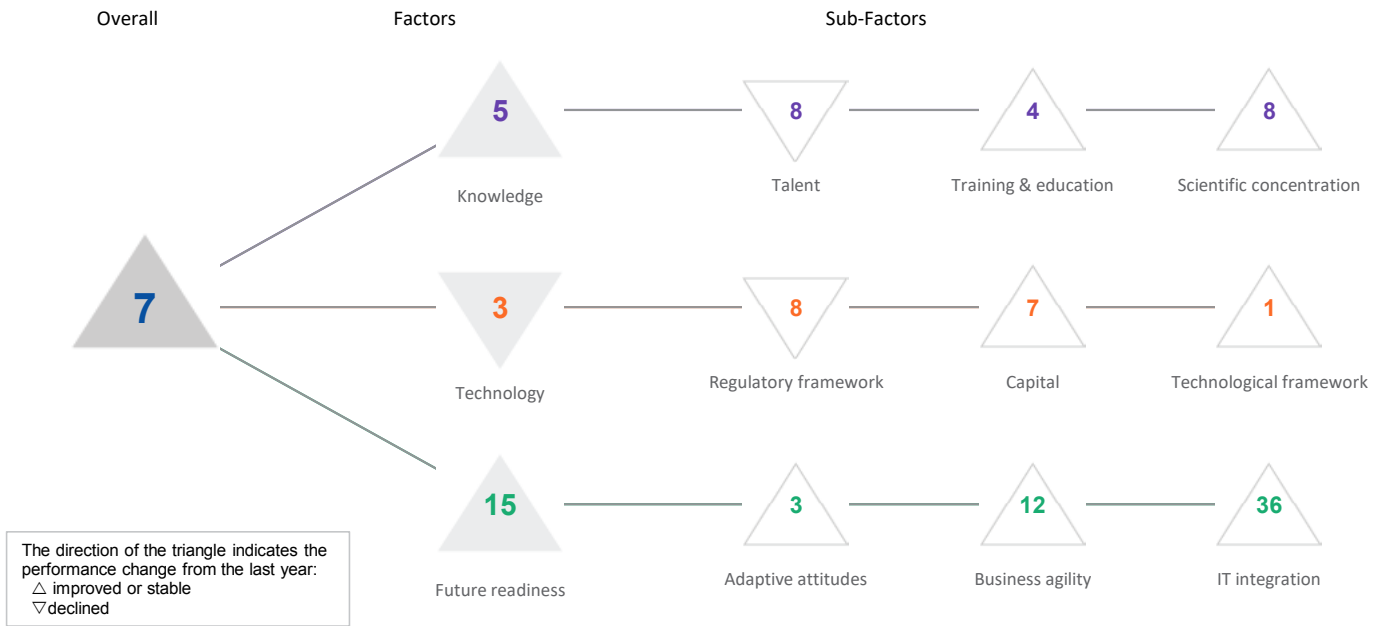 Overall Factors Sub-Factors
5 8 4 8
Knowledge Talent Training & education Scientific concentration
7 3 8 7 1
Technology Regulatory framework Capital Technological framework
15 3 12 36
Future readiness Adaptive attitudes Business agility IT integration
The direction of the triangle indicates the
performance change from the last year:
△ improved or stable
▽declined